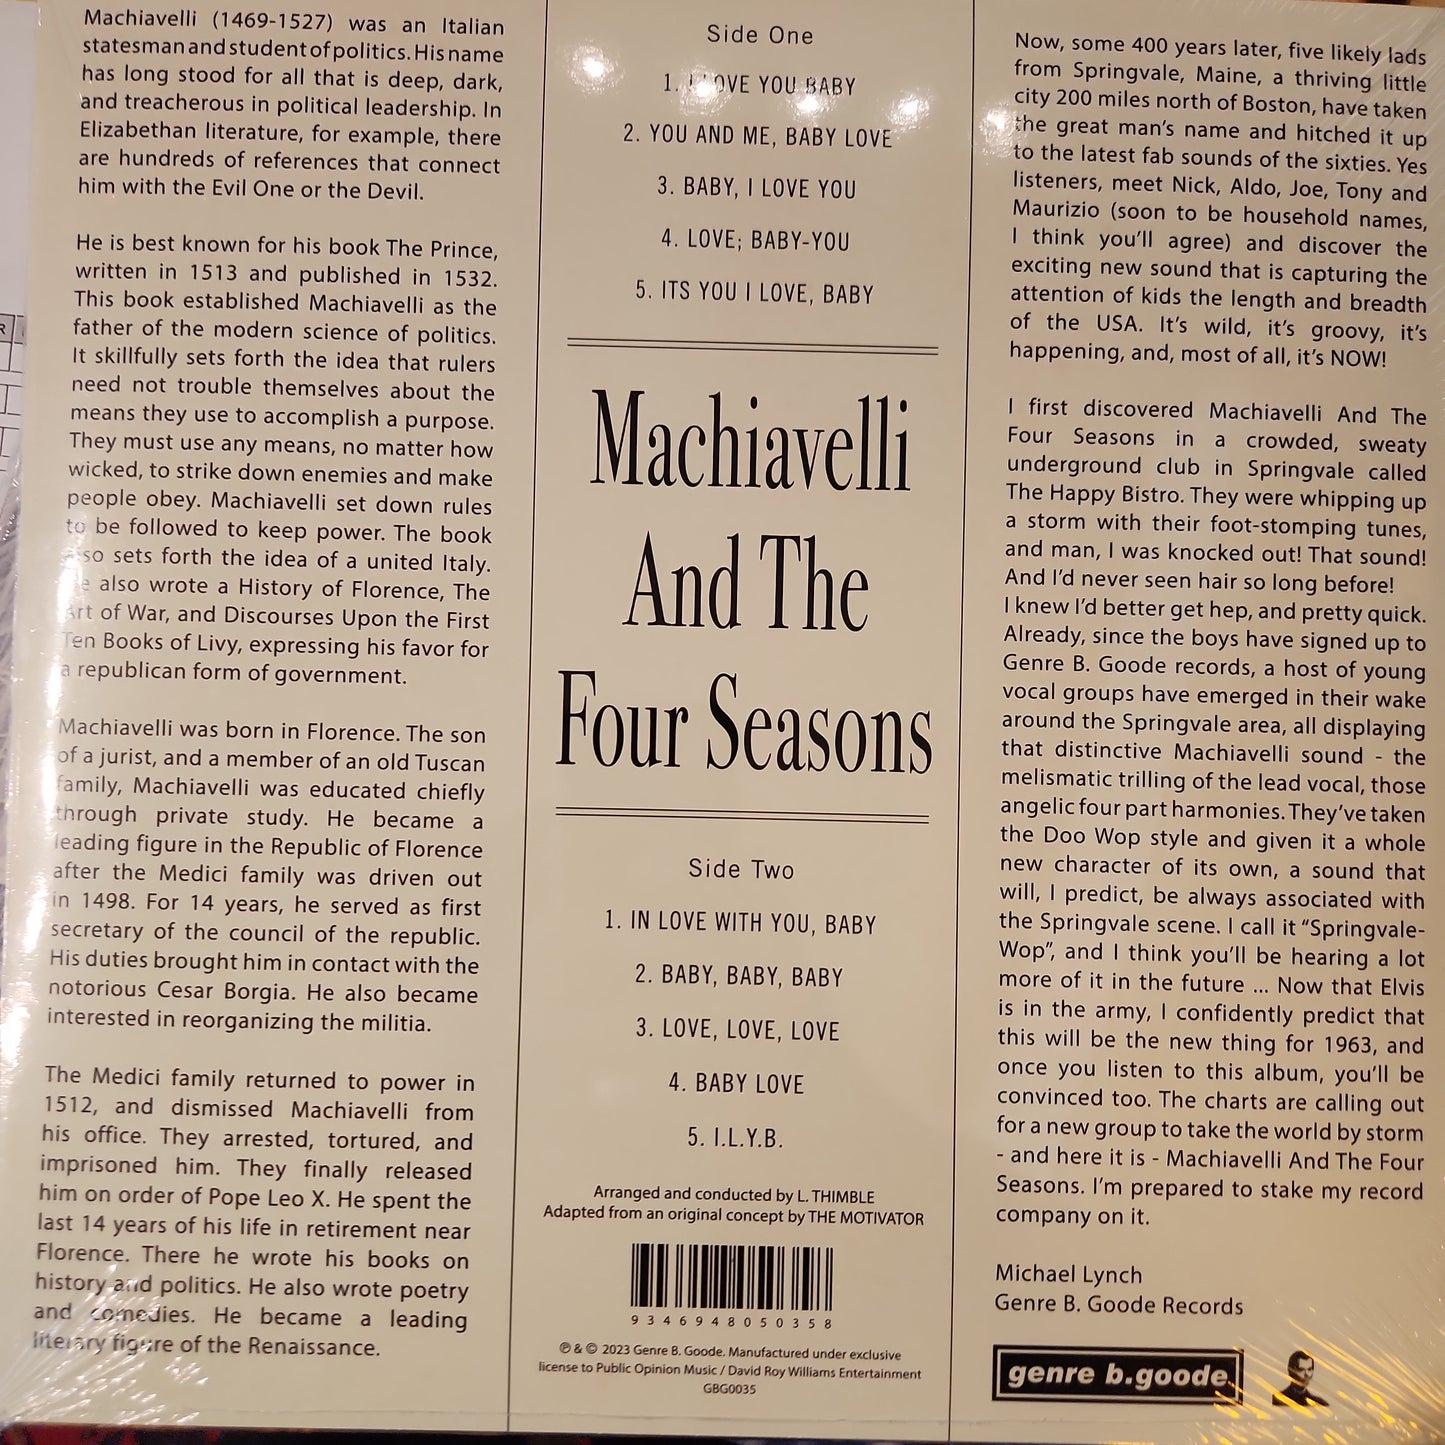 Machiavelli (1469-1527) was an Italian
statesman and student of politics. His name
has long stood for all that is deep, dark,
and treacherous in political leadership. In
Elizabethan literature, for example, there
are hundreds of references that connect
him with the Evil One or the Devil.
He is best known for his book The Prince,
written in 1513 and published in 1532.
This book established Machiavelli as the
father of the modern science of politics.
It skillfully sets forth the idea that rulers
need not trouble themselves about the
means they use to accomplish a purpose.
They must use any means, no matter how
wicked, to strike down enemies and make
people obey. Machiavelli set down rules
to be followed to keep power. The book
also sets forth the idea of a united Italy.
He also wrote a History of Florence, The
Art of War, and Discourses Upon the First
Ten Books of Livy, expressing his favor for
a republican form of government.
Machiavelli was born in Florence. The son
of a jurist, and a member of an old Tuscan
family, Machiavelli was educated chiefly
through private study. He became a
leading figure in the Republic of Florence
after the Medici family was driven out
in 1498. For 14 years, he served as first
secretary of the council of the republic.
His duties brought him in contact with the
notorious Cesar Borgia. He also became
interested in reorganizing the militia.
The Medici family returned to power in
1512, and dismissed Machiavelli from
his office. They arrested, tortured, and
imprisoned him. They finally released
him on order of Pope Leo X. He spent the
last 14 years of his life in retirement near
Florence. There he wrote his books on
history and politics. He also wrote poetry
and comedies. He became a leading
literary figure of the Renaissance.
Side One
1. I LOVE YOU BABY
2. YOU AND ME, BABY LOVE
3. BABY, I LOVE YOU
4. LOVE; BABY-YOU
5. ITS YOU I LOVE, BABY
Machiavelli
And The
Four Seasons
Side Two
1. IN LOVE WITH YOU, BABY
2. BABY, BABY, BABY
3. LOVE, LOVE, LOVE
4. BABY LOVE
5. I.L.Y.B.
Arranged and conducted by L. THIMBLE
Adapted from an original concept by THE MOTIVATOR
9 346948 050358
℗ & © 2023 Genre B. Goode. Manufactured under exclusive
license to Public Opinion Music / David Roy Williams Entertainment
GBG0035
Now, some 400 years later, five likely lads
from Springvale, Maine, a thriving little
city 200 miles north of Boston, have taken
the great man's name and hitched it up
to the latest fab sounds of the sixties. Yes
listeners, meet Nick, Aldo, Joe, Tony and
Maurizio (soon to be household names,
I think you'll agree) and discover the
exciting new sound that is capturing the
attention of kids the length and breadth
of the USA. It's wild, it's groovy, it's
happening, and, most of all, it's NOW!
I first discovered Machiavelli And The
Four Seasons in a crowded, sweaty
underground club in Springvale called
The Happy Bistro. They were whipping up
a storm with their foot-stomping tunes,
and man, I was knocked out! That sound!
And I'd never seen hair so long before!
I knew I'd better get hep, and pretty quick.
Already, since the boys have signed up to
Genre B. Goode records, a host of young
vocal groups have emerged in their wake
around the Springvale area, all displaying
that distinctive Machiavelli sound - the
melismatic trilling of the lead vocal, those
angelic four part harmonies. They've taken
the Doo Wop style and given it a whole
new character of its own, a sound that
will, I predict, be always associated with
the Springvale scene. I call it "Springvale-
Wop", and I think you'll be hearing a lot
more of it in the future ... Now that Elvis
is in the army, I confidently predict that
this will be the new thing for 1963, and
once you listen to this album, you'll be
convinced too. The charts are calling out
for a new group to take the world by storm
- and here it is - Machiavelli And The Four
Seasons. I'm prepared to stake my record
company on it.
Michael Lynch
Genre B. Goode Records
genre b.goode